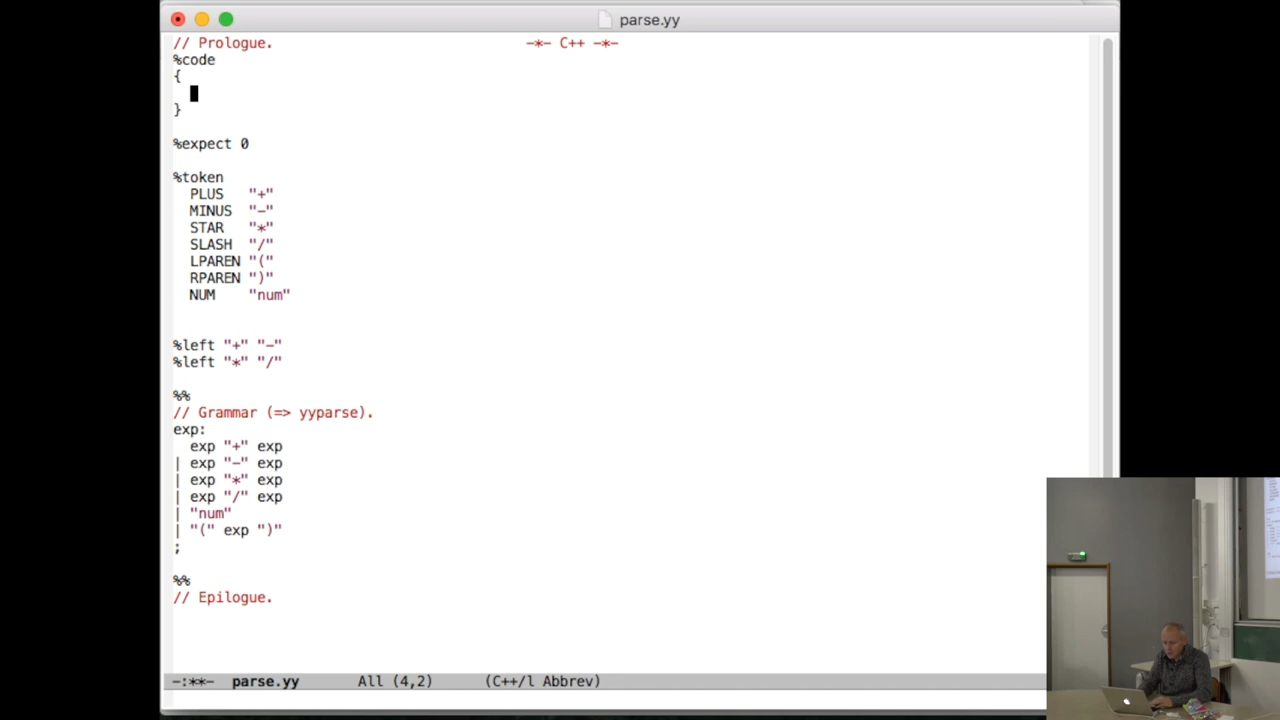 parse.yy
// Prologue. -*- C++ -*-
%code
{
}
%expect 0
%token
PLUS "+"
MINUS "-"
STAR "*"
SLASH "/"
LPAREN "("
RPAREN ")"
NUM "num"
%left "+" "-"
%left "*" "/"
%%
// Grammar (=> yyparse).
exp:
exp "+" exp
| exp "-" exp
| exp "*" exp
| exp "/" exp
| "num"
| "(" exp ")"
;
%%
// Epilogue.
-:**- parse.yy All (4,2) (C++/l Abbrev)